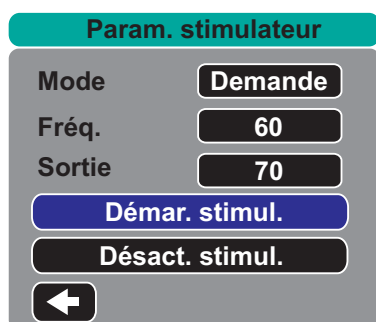 Param. stimulateur
Mode Demande
Fréq. 60
Sortie 70
Démar. stimul.
Désact. stimul.